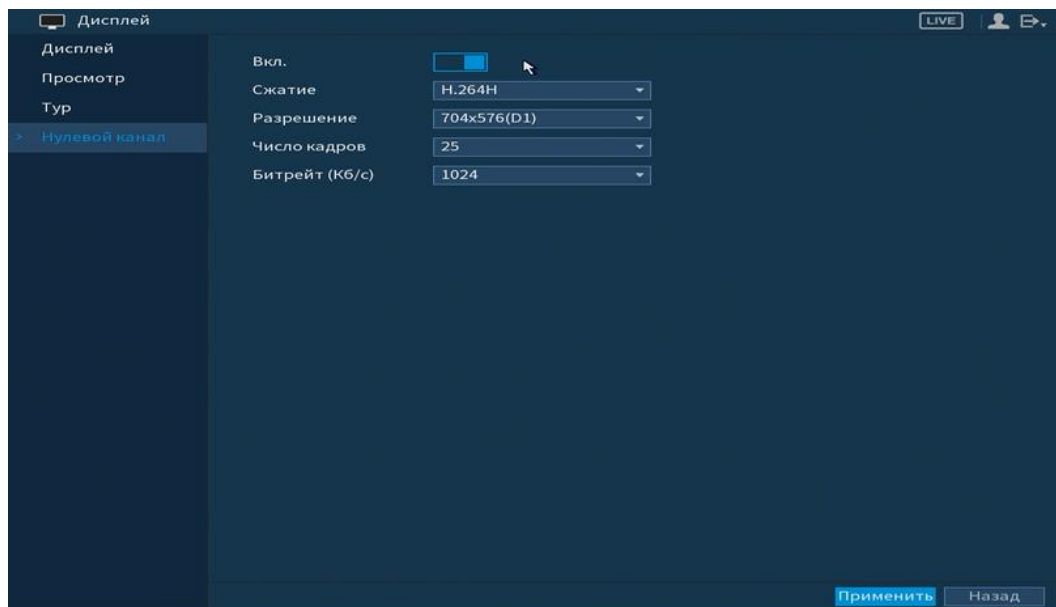 Дисплей LIVE
Дисплей
Просмотр
Тур
> Нулевой канал
Вкл.
Сжатие H.264H
Разрешение 704x576(D1)
Число кадров 25
Битрейт (Кб/с) 1024
Применить Назад